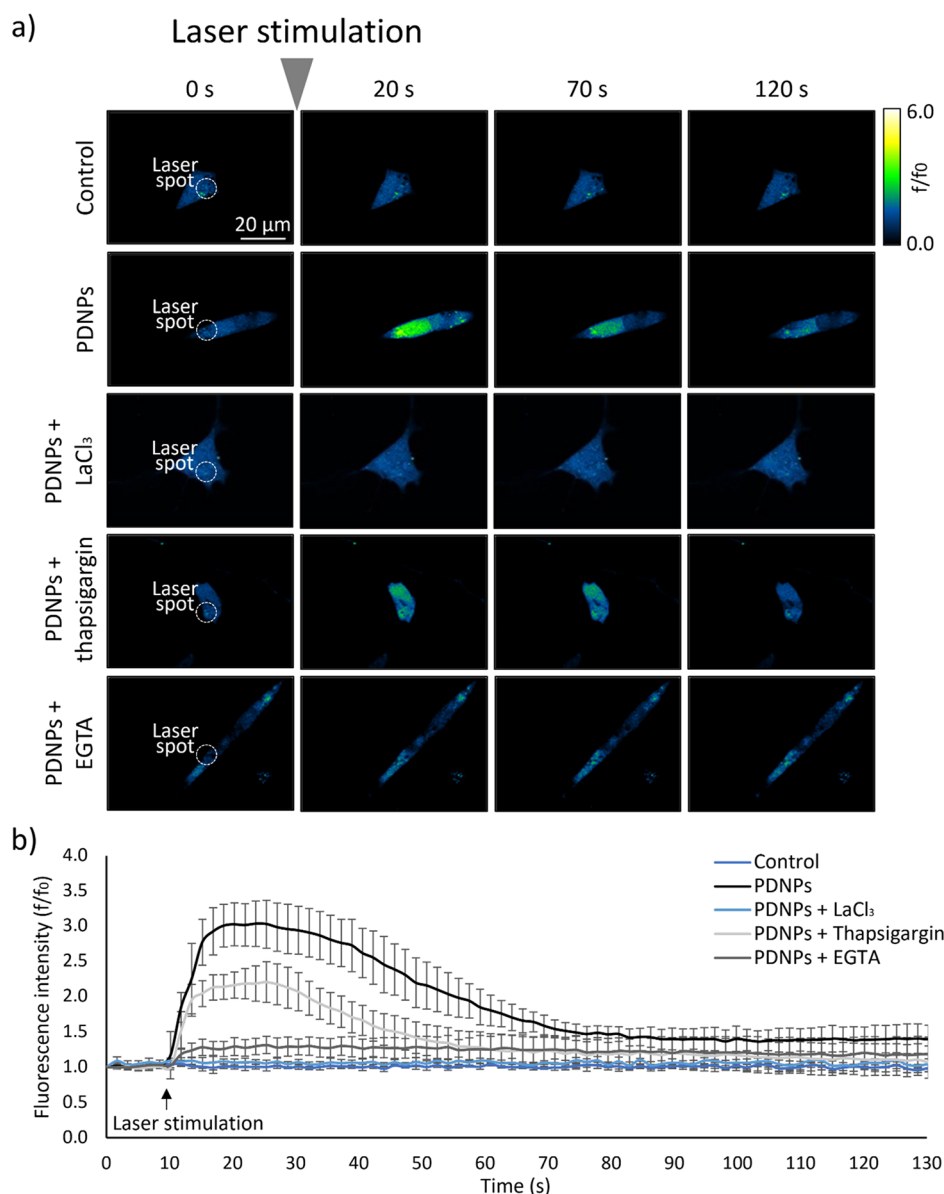 a)
Laser stimulation
0 s 20 s 70 s 120 s
Control
Laser
spot
20 µm
6.0
f/f0
0.0
PDNPs
Laser
spot
PDNPs +
LaCl₃
Laser
spot
PDNPs +
thapsigargin
Laser
spot
PDNPs +
EGTA
Laser
spot
b)
Fluorescence intensity (f/f₀)
4.0
3.5
3.0
2.5
2.0
1.5
1.0
0.5
0.0
Control
PDNPs
PDNPs + LaCl₃
PDNPs + Thapsigargin
PDNPs + EGTA
Laser stimulation
0 10 20 30 40 50 60 70 80 90 100 110 120 130
Time (s)